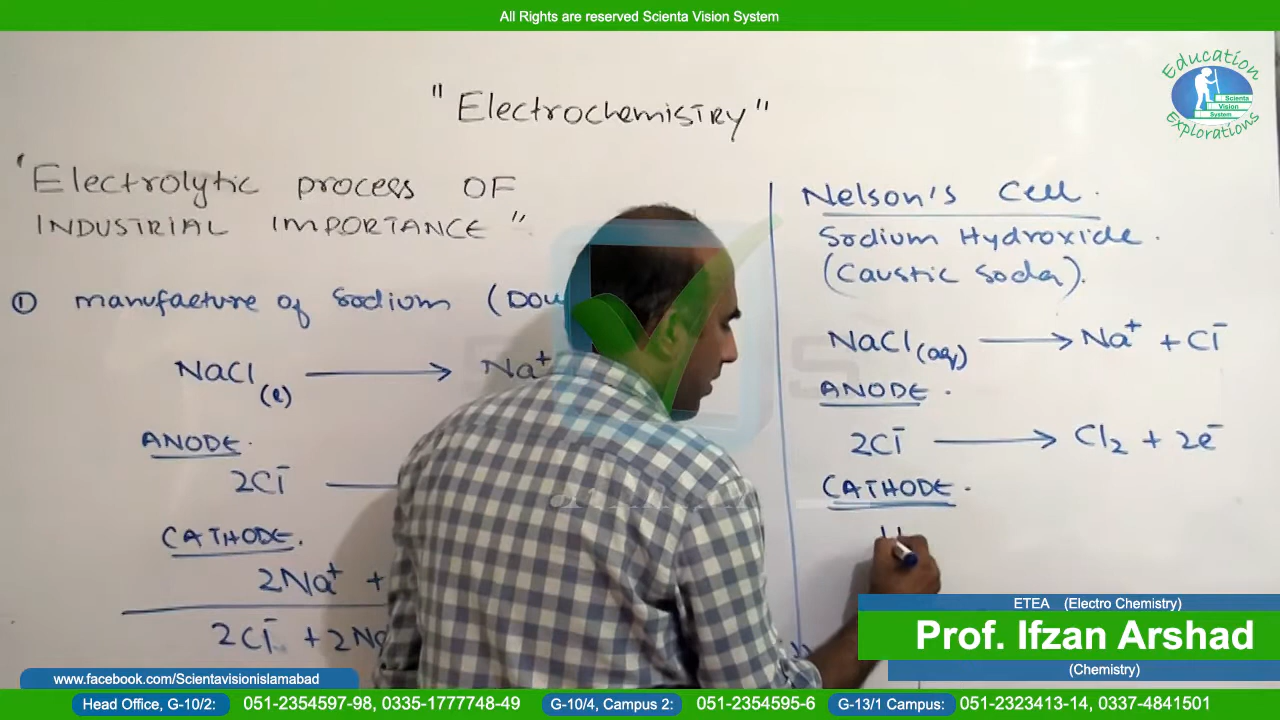 All Rights are reserved Scienta Vision System
Education
Scienta
Vision
System
Explorations
"Electrochemistry"
'Electrolytic process OF
INDUSTRIAL IMPORTANCE"
① manufacture of Sodium (Dow
NaCl(l) ⟶ Na⁺
ANODE.
2Cl⁻ ⟶
CATHODE.
2Na⁺ +
2Cl⁻ + 2Na
Nelson's Cell.
Sodium Hydroxide.
(Caustic Soda).
NaCl(aq) ⟶ Na⁺ + Cl⁻
ANODE.
2Cl⁻ ⟶ Cl₂ + 2e⁻
CATHODE.
ETEA (Electro Chemistry)
Prof. Ifzan Arshad
(Chemistry)
www.facebook.com/Scientavisionislamabad
Head Office, G-10/2: 051-2354597-98, 0335-1777748-49 G-10/4, Campus 2: 051-2354595-6 G-13/1 Campus: 051-2323413-14, 0337-4841501